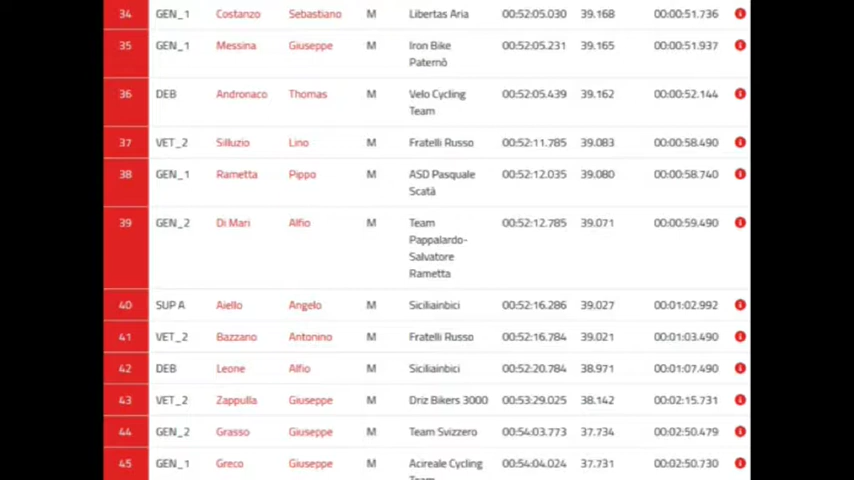 34 GEN_1 Costanzo Sebastiano M Libertas Aria 00:52:05.030 39.168 00:00:51.736
35 GEN_1 Messina Giuseppe M Iron Bike 00:52:05.231 39.165 00:00:51.937
Paternò
36 DEB Andronaco Thomas M Velo Cycling 00:52:05.439 39.162 00:00:52.144
Team
37 VET_2 Silluzio Lino M Fratelli Russo 00:52:11.785 39.083 00:00:58.490
38 GEN_1 Rametta Pippo M ASD Pasquale 00:52:12.035 39.080 00:00:58.740
Scatà
39 GEN_2 Di Mari Alfio M Team 00:52:12.785 39.071 00:00:59.490
Pappalardo-
Salvatore
Rametta
40 SUP A Aiello Angelo M Siciliainbici 00:52:16.286 39.027 00:01:02.992
41 VET_2 Bazzano Antonino M Fratelli Russo 00:52:16.784 39.021 00:01:03.490
42 DEB Leone Alfio M Siciliainbici 00:52:20.784 38.971 00:01:07.490
43 VET_2 Zappulla Giuseppe M Driz Bikers 3000 00:53:29.025 38.142 00:02:15.731
44 GEN_2 Grasso Giuseppe M Team Svizzero 00:54:03.773 37.734 00:02:50.479
45 GEN_1 Greco Giuseppe M Acireale Cycling 00:54:04.024 37.731 00:02:50.730
Team